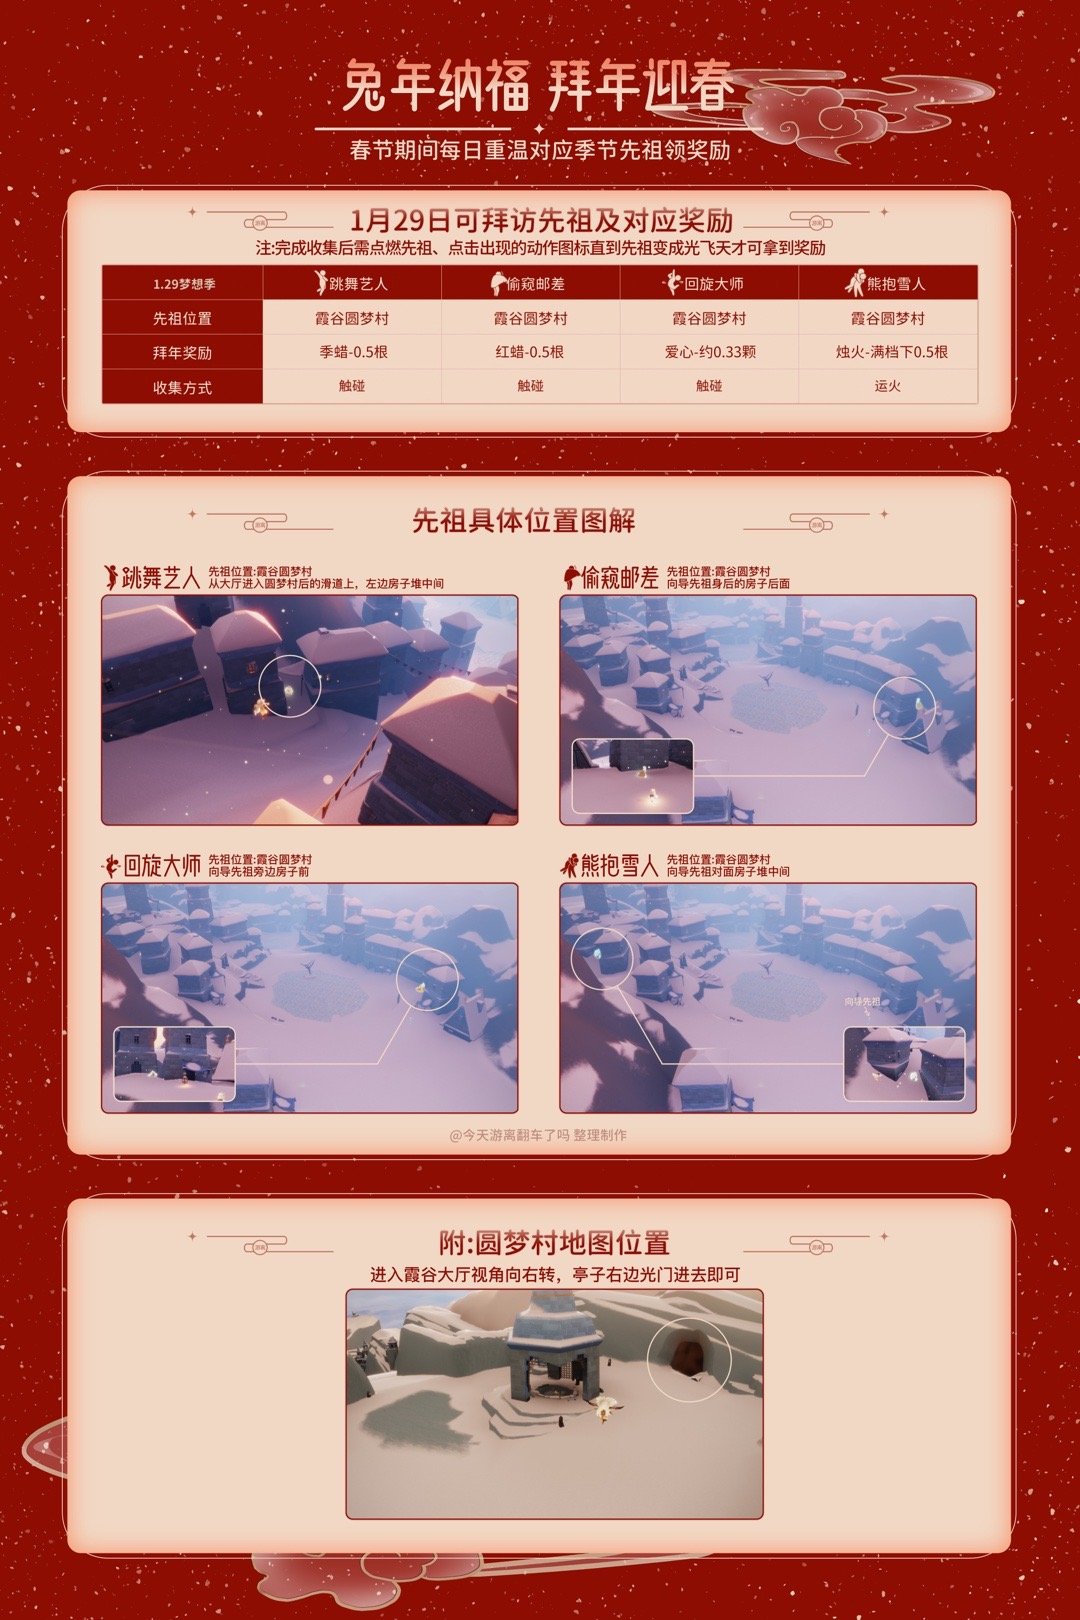 兔年纳福 拜年迎春
春节期间每日重温对应季节先祖领奖励
1月29日可拜访先祖及对应奖励
注:完成收集后需点燃先祖、点击出现的动作图标直到先祖变成光飞天才可拿到奖励
1.29梦想季 跳舞艺人 偷窥邮差 回旋大师 熊抱雪人
先祖位置 霞谷圆梦村 霞谷圆梦村 霞谷圆梦村 霞谷圆梦村
拜年奖励 季蜡-0.5根 红蜡-0.5根 爱心-约0.33颗 烛火-满档下0.5根
收集方式 触碰 触碰 触碰 运火
先祖具体位置图解
跳舞艺人
先祖位置:霞谷圆梦村
从大厅进入圆梦村后的滑道上，左边房子堆中间
偷窥邮差
先祖位置:霞谷圆梦村
向导先祖身后的房子后面
回旋大师
先祖位置:霞谷圆梦村
向导先祖旁边房子前
熊抱雪人
先祖位置:霞谷圆梦村
向导先祖对面房子堆中间
向导先祖
@今天游离翻车了吗 整理制作
附:圆梦村地图位置
进入霞谷大厅视角向右转，亭子右边光门进去即可